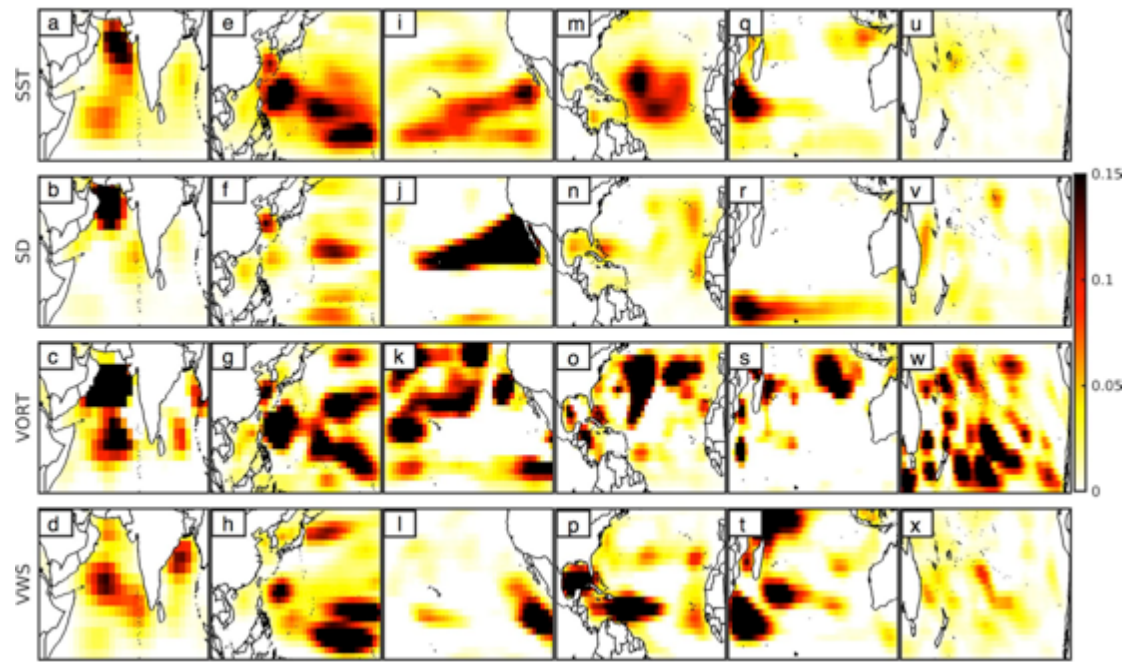 a e i m q u
SST
b f j n r v
SD
0.15
0.1
0.05
0
c g k o s w
VORT
d h l p t x
VWS